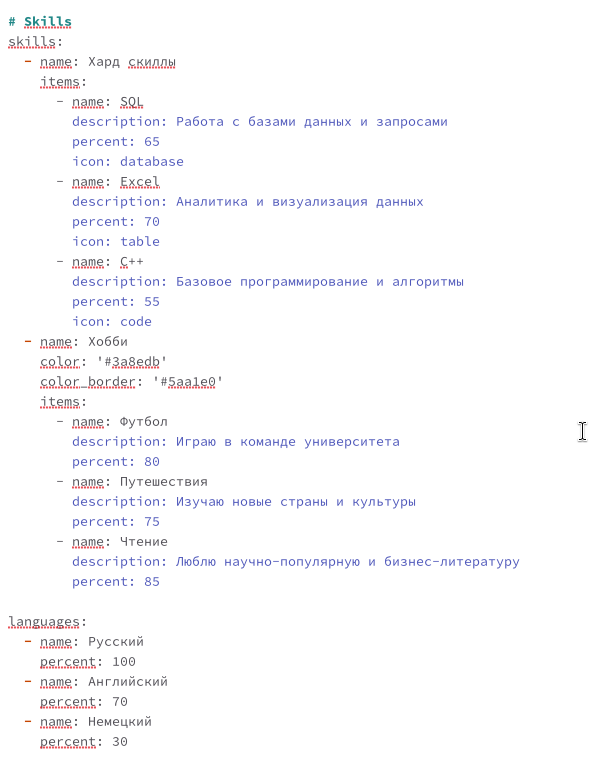 # Skills
skills:
  - name: Хард скиллы
    items:
      - name: SQL
        description: Работа с базами данных и запросами
        percent: 65
        icon: database
      - name: Excel
        description: Аналитика и визуализация данных
        percent: 70
        icon: table
      - name: C++
        description: Базовое программирование и алгоритмы
        percent: 55
        icon: code
  - name: Хобби
    color: '#3a8edb'
    color_border: '#5aa1e0'
    items:
      - name: Футбол
        description: Играю в команде университета
        percent: 80
      - name: Путешествия
        description: Изучаю новые страны и культуры
        percent: 75
      - name: Чтение
        description: Люблю научно-популярную и бизнес-литературу
        percent: 85

languages:
  - name: Русский
    percent: 100
  - name: Английский
    percent: 70
  - name: Немецкий
    percent: 30